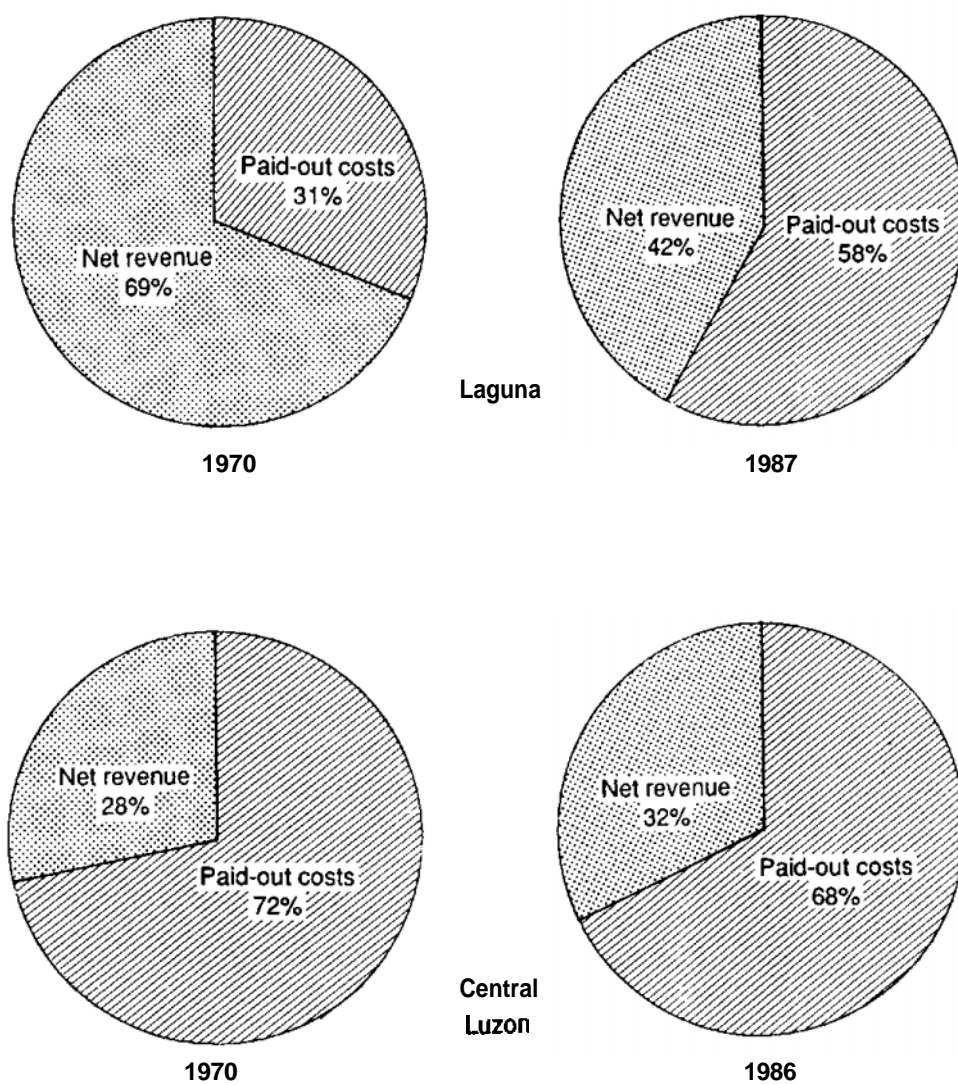 Paid-out costs
31%
Net revenue
69%
Net revenue
42%
Paid-out costs
58%
Laguna
1970
1987
Net revenue
28%
Paid-out costs
72%
Net revenue
32%
Paid-out costs
68%
Central
Luzon
1970
1986